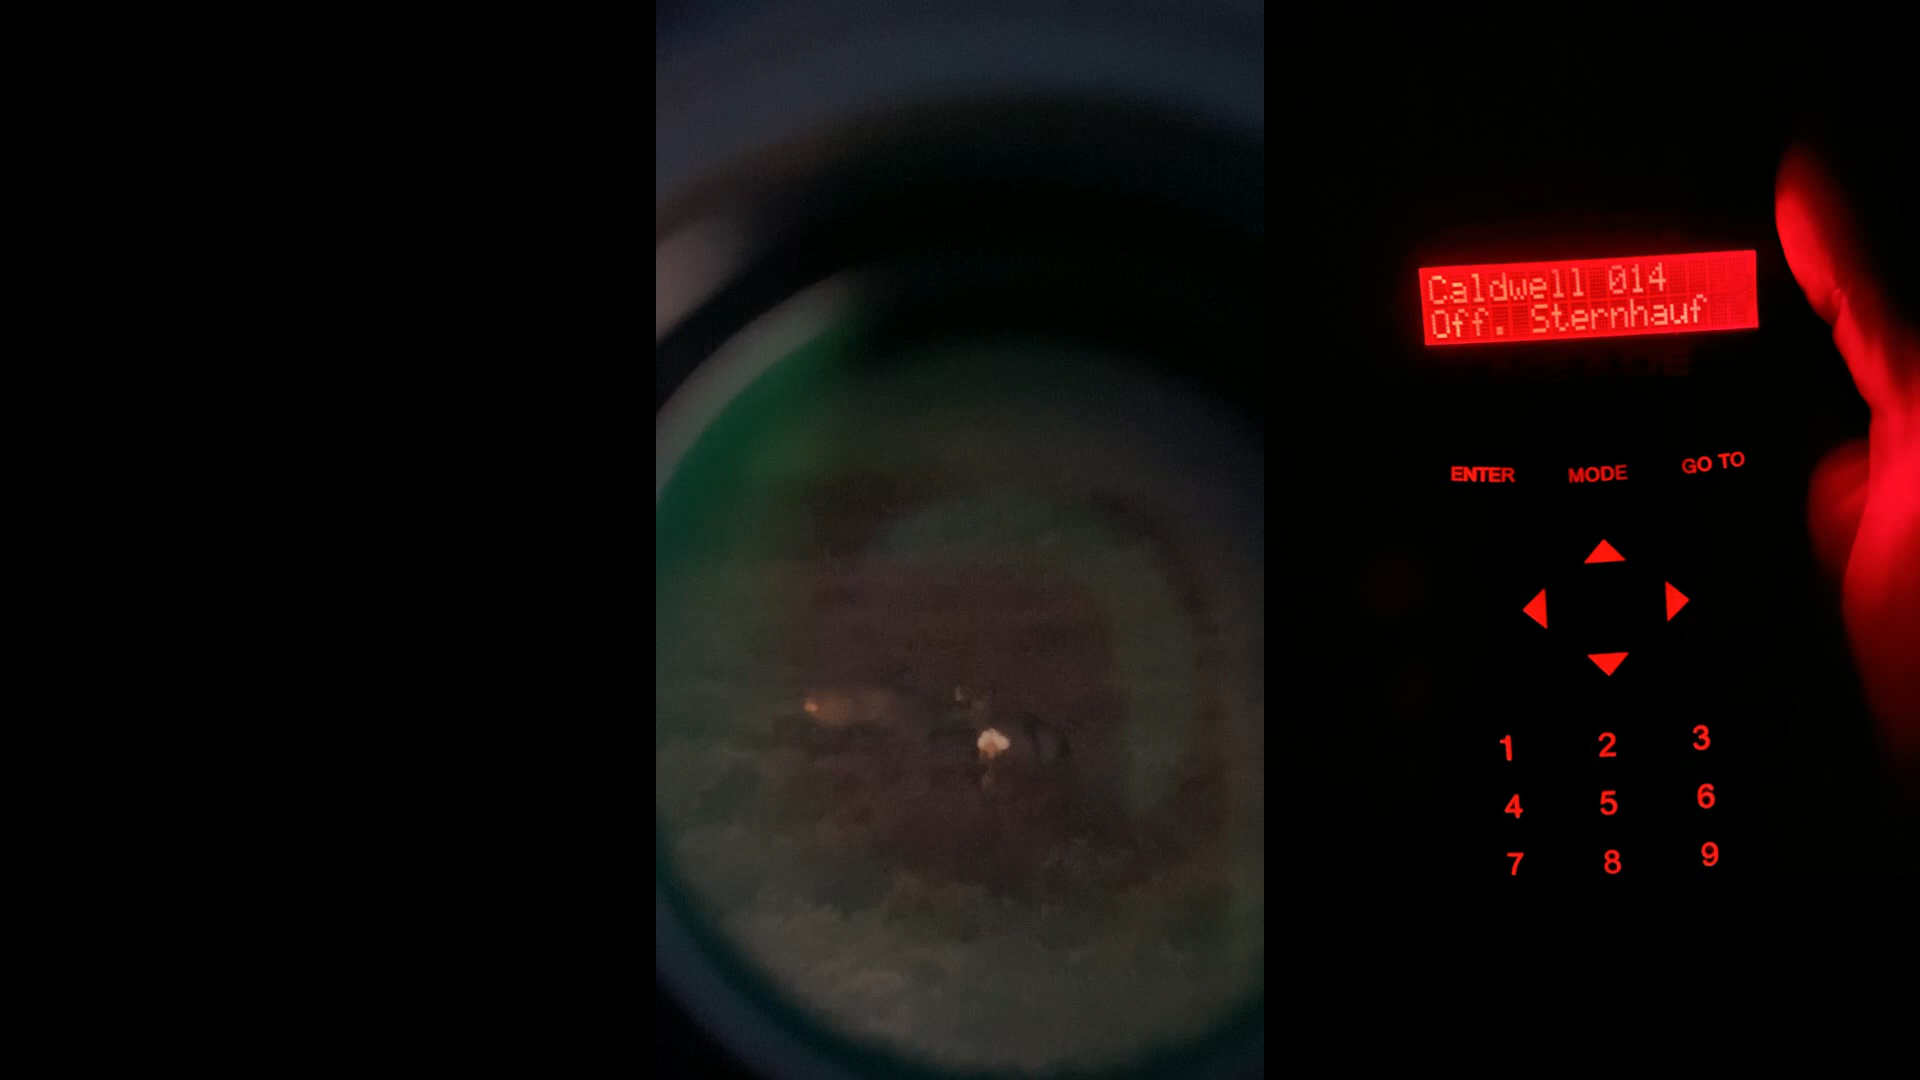 Caldwell 014
Off. Sternhauf
ENTER MODE GO TO
1 2 3
4 5 6
7 8 9